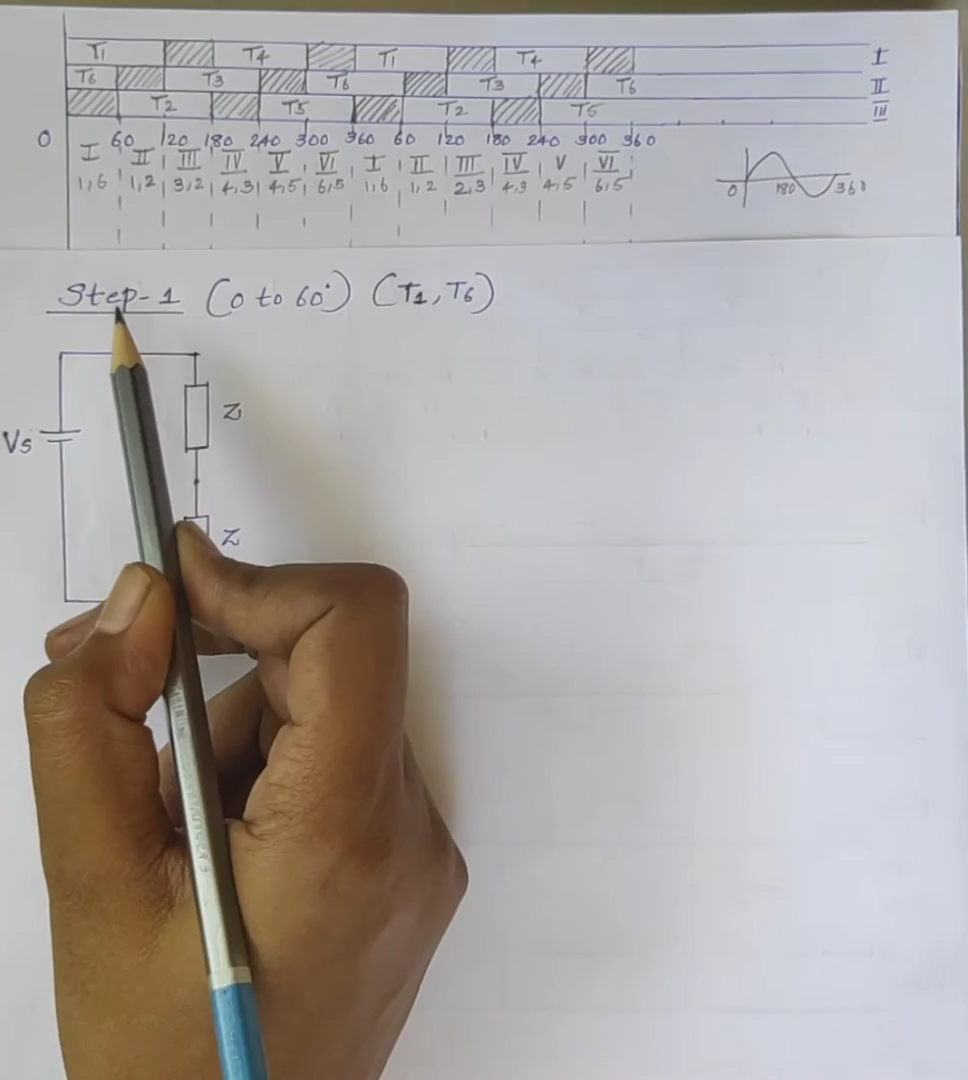 T1 T4 T1 T4 I
T6 T3 T6 T3 T6 II
T2 T5 T2 T5 III
0 60 120 180 240 300 360 60 120 180 240 300 360
I II III IV V VI I II III IV V VI
1,6 1,2 3,2 4,3 4,5 6,5 1,6 1,2 2,3 4,3 4,5 6,5
0 180 360
Step-1 (0 to 60°) (T1, T6)
Z
Vs
Z